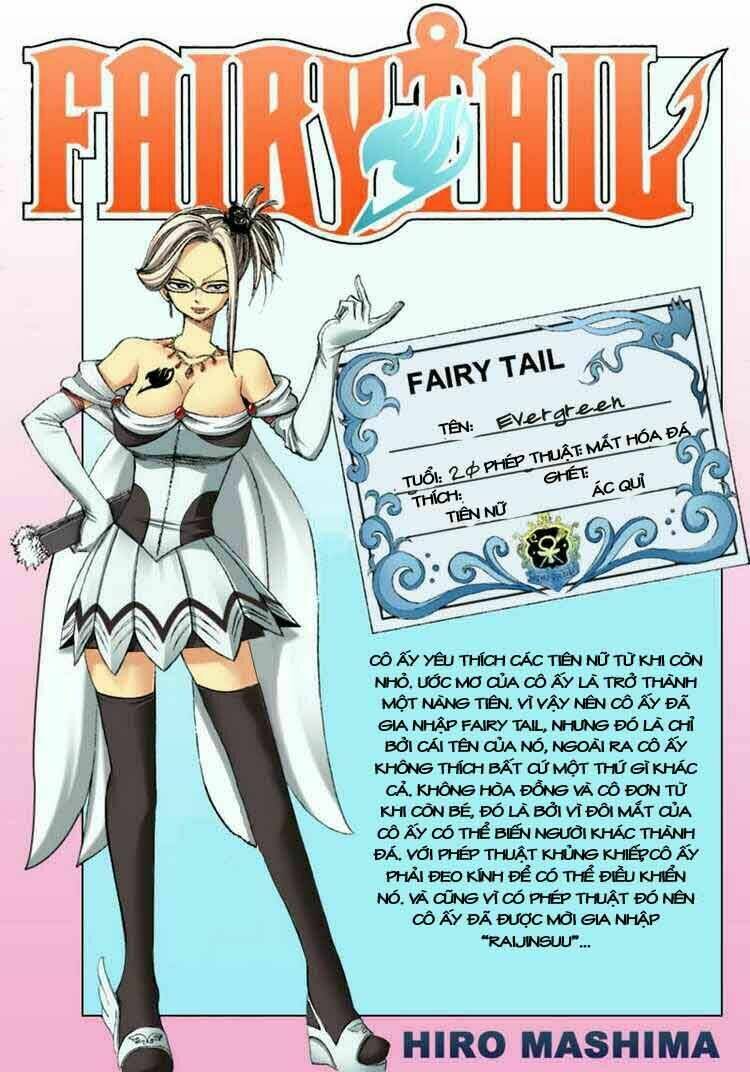 FAIRY TAIL
FAIRY TAIL
TÊN: Evergreen
TUỔI: 20 PHÉP THUẬT: MẮT HÓA ĐÁ
THÍCH: GHÉT:
TIÊN NỮ ÁC QUỈ
CÔ ẤY YÊU THÍCH CÁC TIÊN NỮ TỪ KHI CÒN
NHỎ. ƯỚC MƠ CỦA CÔ ẤY LÀ TRỞ THÀNH
MỘT NÀNG TIÊN. VÌ VẬY NÊN CÔ ẤY ĐÃ
GIA NHẬP FAIRY TAIL, NHƯNG ĐÓ LÀ CHỈ
BỞI CÁI TÊN CỦA NÓ, NGOÀI RA CÔ ẤY
KHÔNG THÍCH BẤT CỨ MỘT THỨ GÌ KHÁC
CẢ. KHÔNG HÒA ĐỒNG VÀ CÔ ĐƠN TỪ
KHI CÒN BÉ, ĐÓ LÀ BỞI VÌ ĐÔI MẮT CỦA
CÔ ẤY CÓ THỂ BIẾN NGƯỜI KHÁC THÀNH
ĐÁ. VỚI PHÉP THUẬT KHỦNG KHIẾP, CÔ ẤY
PHẢI ĐEO KÍNH ĐỂ CÓ THỂ ĐIỀU KHIỂN
NÓ. VÀ CŨNG VÌ CÓ PHÉP THUẬT ĐÓ NÊN
CÔ ẤY ĐÃ ĐƯỢC MỜI GIA NHẬP
"RAIJINSUU"...
HIRO MASHIMA